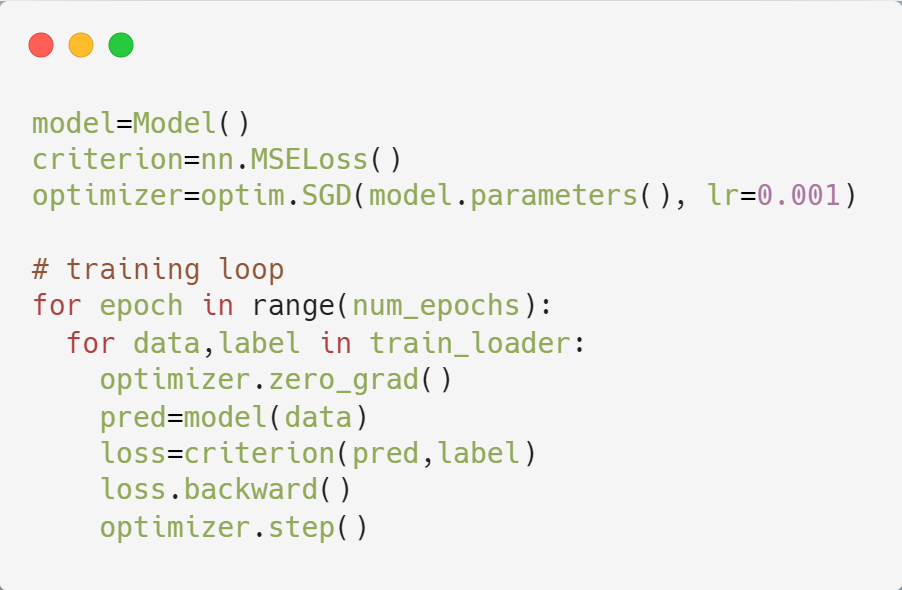 model=Model()
criterion=nn.MSELoss()
optimizer=optim.SGD(model.parameters(), lr=0.001)

# training loop
for epoch in range(num_epochs):
  for data,label in train_loader:
    optimizer.zero_grad()
    pred=model(data)
    loss=criterion(pred,label)
    loss.backward()
    optimizer.step()